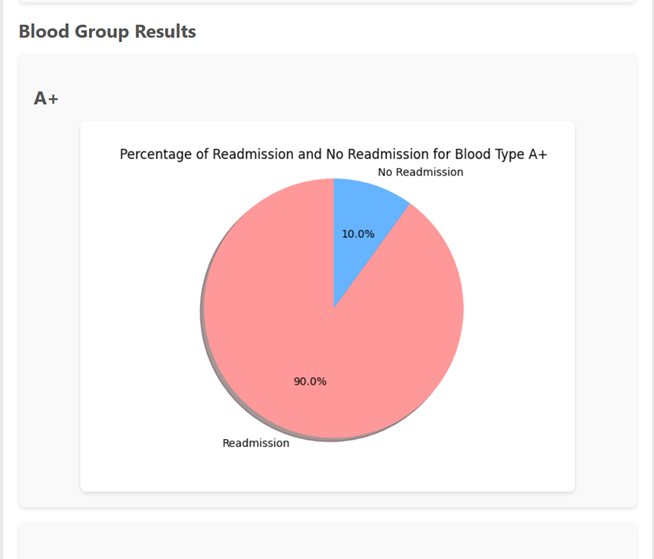 Blood Group Results
A+
Percentage of Readmission and No Readmission for Blood Type A+
No Readmission
10.0%
90.0%
Readmission